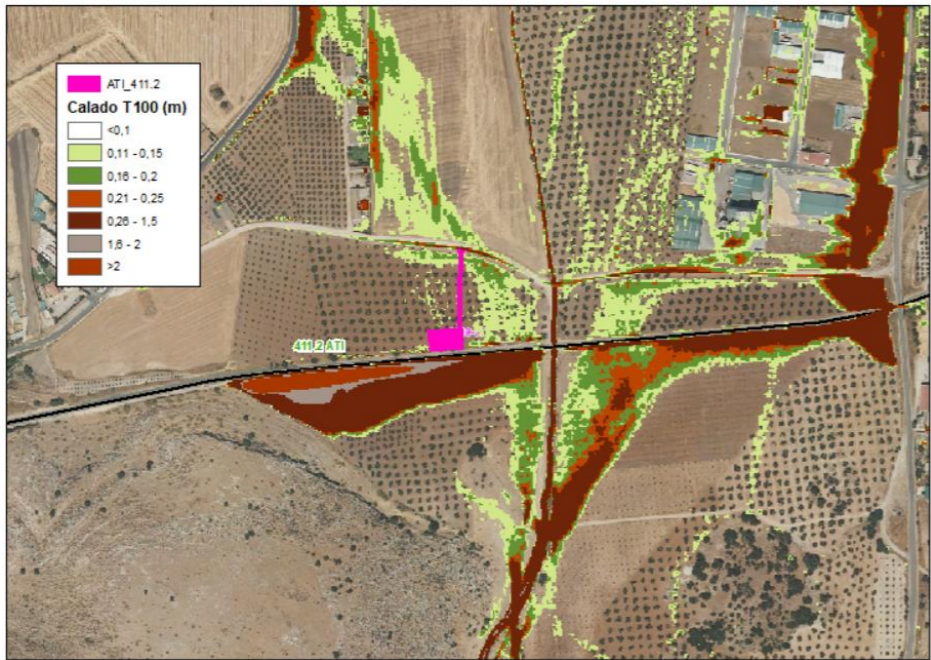 ATI_411.2
Calado T100 (m)
<0,1
0,11 - 0,15
0,16 - 0,2
0,21 - 0,25
0,26 - 1,5
1,6 - 2
>2
411.2 ATI